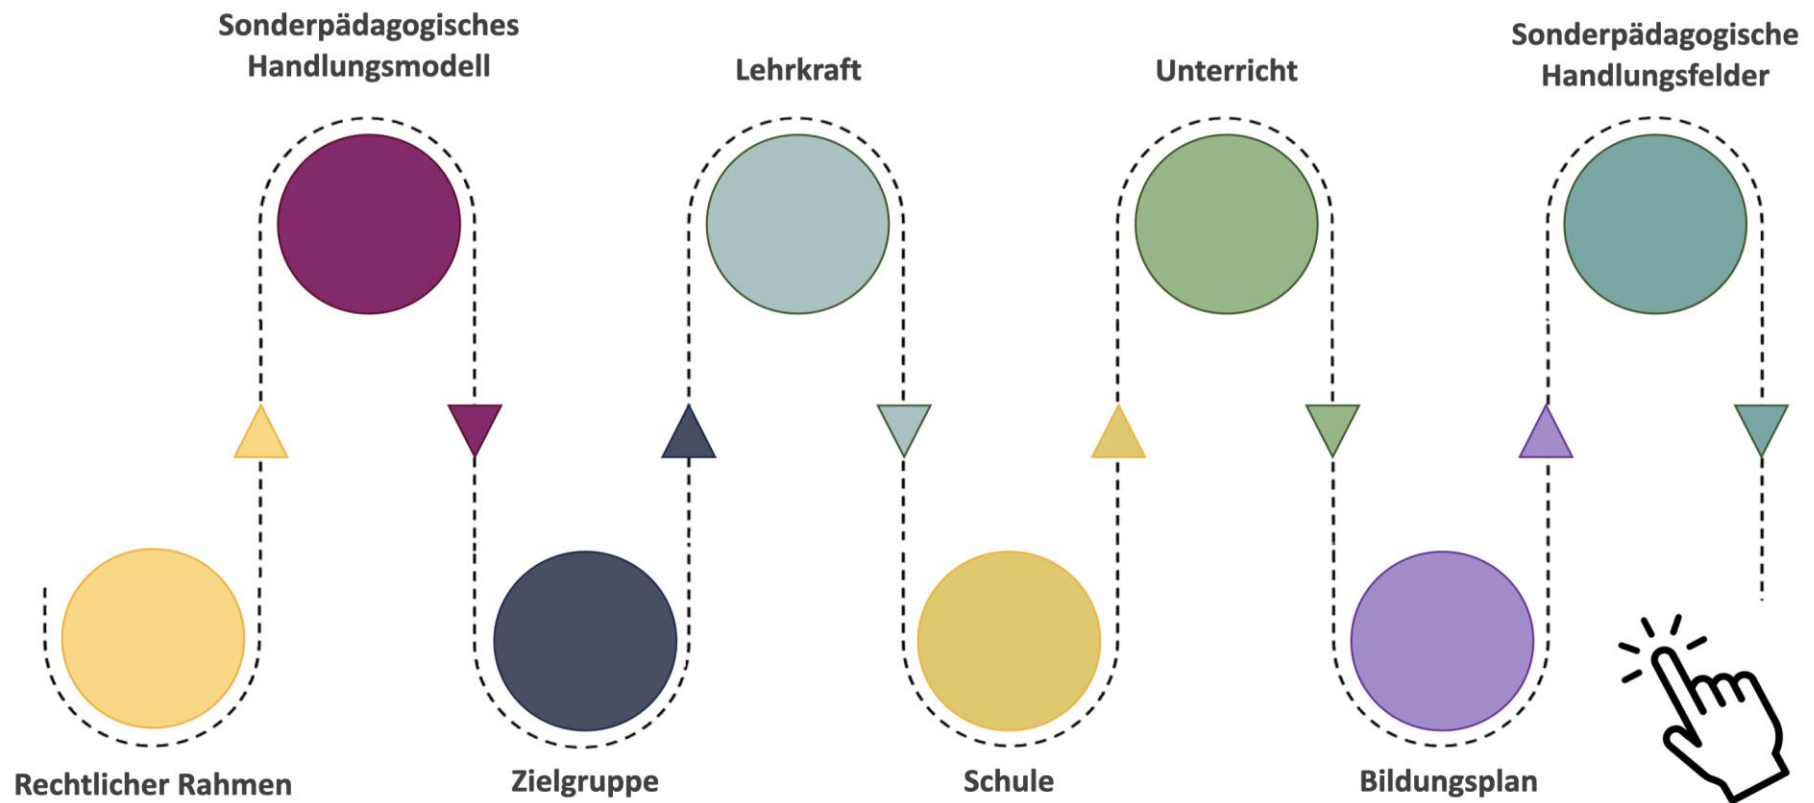 Sonderpädagogisches
Handlungsmodell
Lehrkraft
Unterricht
Sonderpädagogische
Handlungsfelder
Rechtlicher Rahmen
Zielgruppe
Schule
Bildungsplan